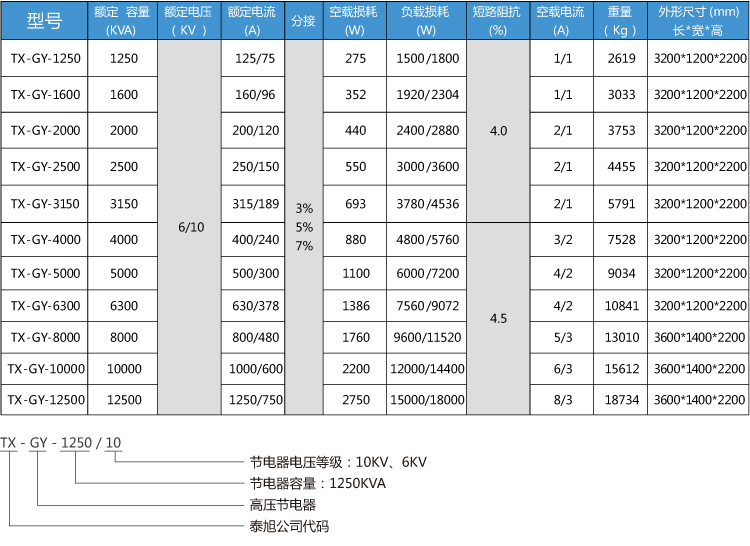 型号 额定 容量 (KVA) 额定电压 ( KV ) 额定电流 (A) 分接 空载损耗 (W) 负载损耗 (W) 短路阻抗 (%) 空载电流 (A) 重量 ( Kg ) 外形尺寸 (mm) 长*宽*高
TX-GY-1250 1250 125/75 275 1500/1800 1/1 2619 3200*1200*2200
TX-GY-1600 1600 160/96 352 1920/2304 1/1 3033 3200*1200*2200
TX-GY-2000 2000 200/120 440 2400/2880 4.0 2/1 3753 3200*1200*2200
TX-GY-2500 2500 250/150 550 3000/3600 2/1 4455 3200*1200*2200
TX-GY-3150 3150 315/189 693 3780/4536 2/1 5791 3200*1200*2200
6/10 3% 5% 7%
TX-GY-4000 4000 400/240 880 4800/5760 3/2 7528 3200*1200*2200
TX-GY-5000 5000 500/300 1100 6000/7200 4/2 9034 3200*1200*2200
TX-GY-6300 6300 630/378 1386 7560/9072 4.5 4/2 10841 3200*1200*2200
TX-GY-8000 8000 800/480 1760 9600/11520 5/3 13010 3600*1400*2200
TX-GY-10000 10000 1000/600 2200 12000/14400 6/3 15612 3600*1400*2200
TX-GY-12500 12500 1250/750 2750 15000/18000 8/3 18734 3600*1400*2200
TX - GY - 1250 / 10
节电器电压等级：10KV、6KV
节电器容量：1250KVA
高压节电器
泰旭公司代码